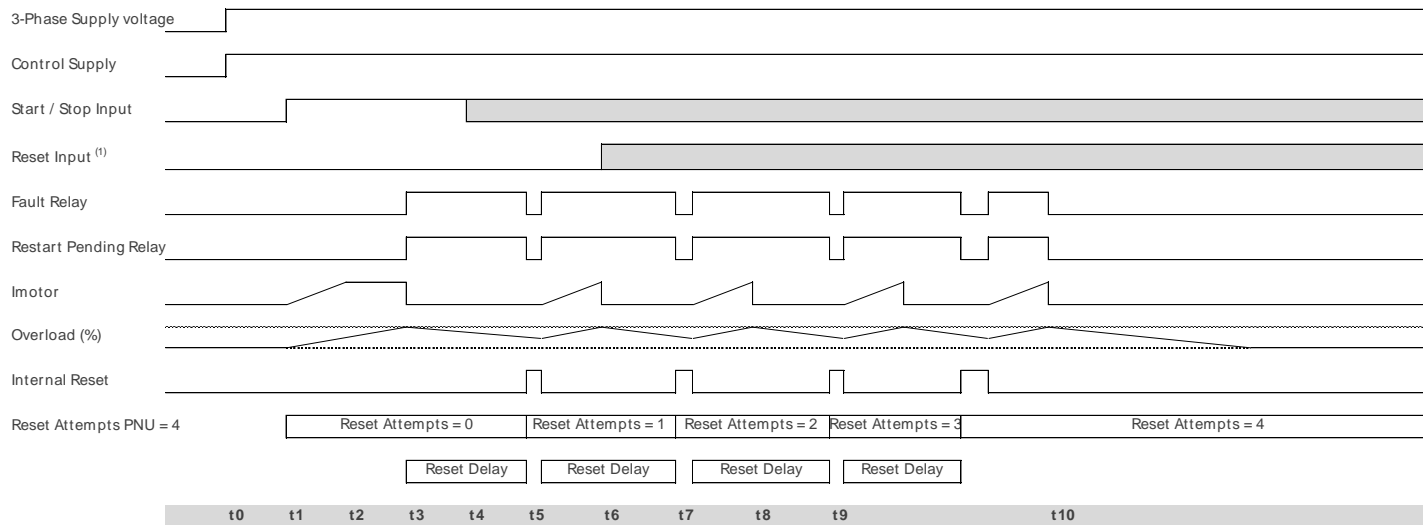 3-Phase Supply voltage
Control Supply
Start / Stop Input
Reset Input (1)
Fault Relay
Restart Pending Relay
Imotor
Overload (%)
Internal Reset
Reset Attempts PNU = 4
Reset Attempts = 0
Reset Attempts = 1
Reset Attempts = 2
Reset Attempts = 3
Reset Attempts = 4
Reset Delay
Reset Delay
Reset Delay
Reset Delay
t0 t1 t2 t3 t4 t5 t6 t7 t8 t9 t10